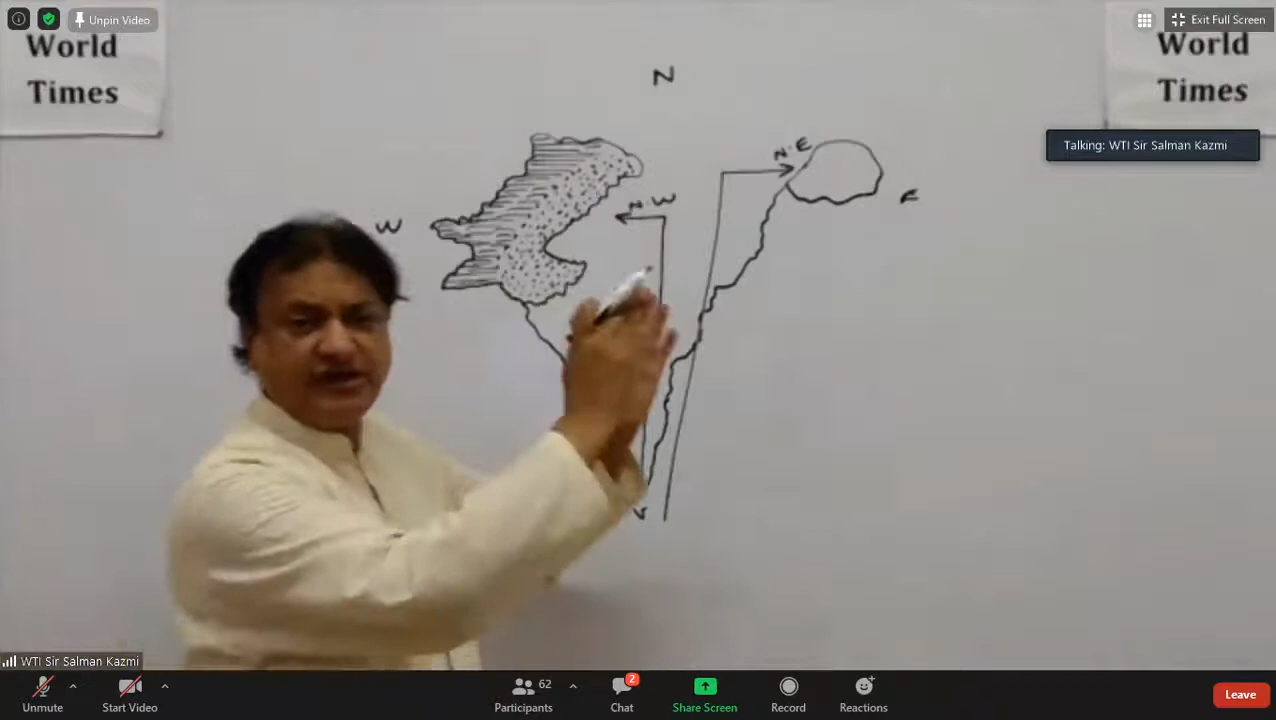 Unpin Video
Exit Full Screen
World
Times
World
Times
N
Talking: WTI Sir Salman Kazmi
N.E
N.W
W
WTI Sir Salman Kazmi
Unmute
Start Video
62
Participants
2
Chat
Share Screen
Record
Reactions
Leave